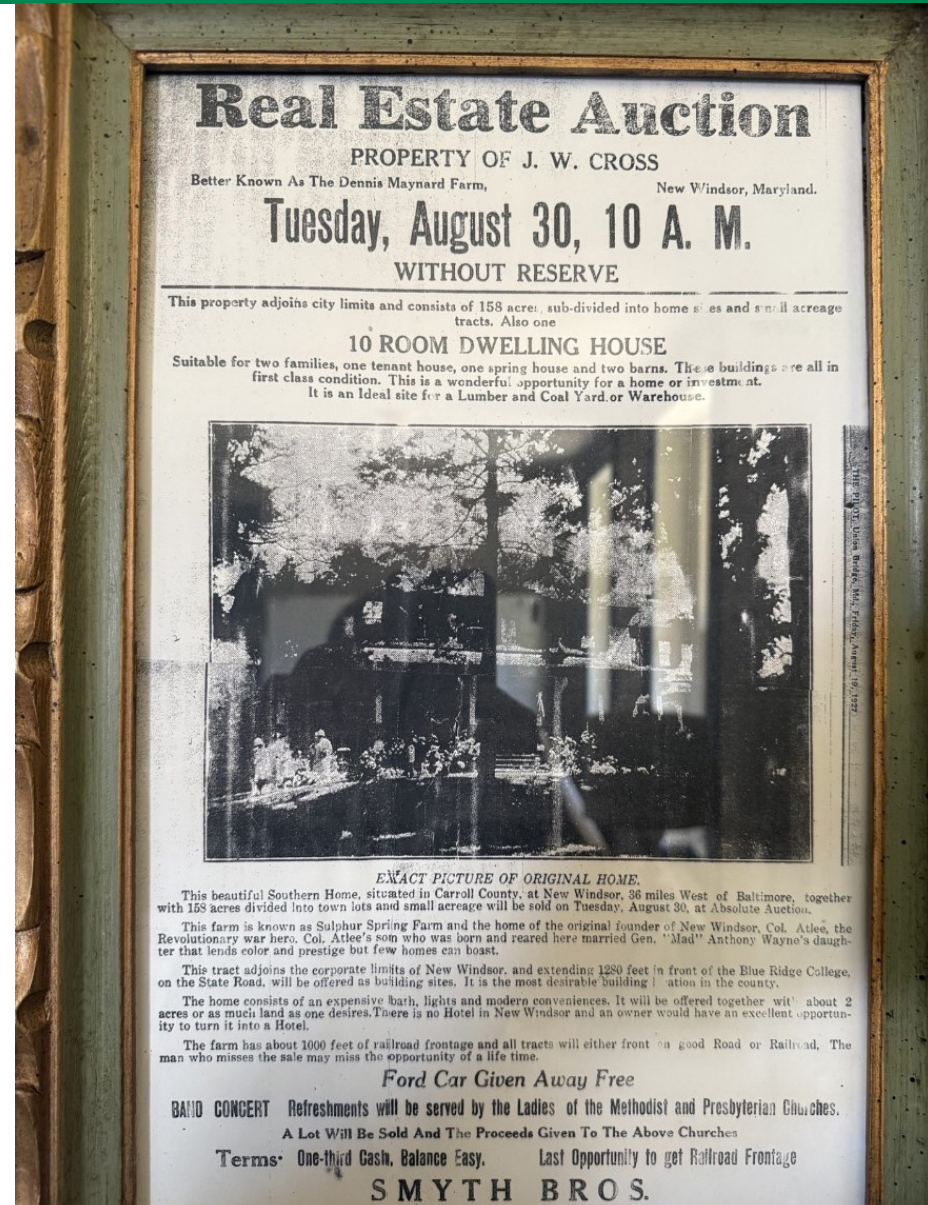 Real Estate Auction
PROPERTY OF J. W. CROSS
Better Known As The Dennis Maynard Farm, New Windsor, Maryland.
Tuesday, August 30, 10 A. M.
WITHOUT RESERVE
This property adjoins city limits and consists of 158 acres, sub-divided into home sites and small acreage
tracts. Also one
10 ROOM DWELLING HOUSE
Suitable for two families, one tenant house, one spring house and two barns. These buildings are all in
first class condition. This is a wonderful opportunity for a home or investment.
It is an Ideal site for a Lumber and Coal Yard.or Warehouse.
THE PILOT, Union Bridge, Md., Friday, August 19, 1927
EXACT PICTURE OF ORIGINAL HOME.
This beautiful Southern Home, situated in Carroll County, at New Windsor, 36 miles West of Baltimore, together
with 158 acres divided into town lots and small acreage will be sold on Tuesday, August 30, at Absolute Auction.
This farm is known as Sulphur Spring Farm and the home of the original founder of New Windsor, Col. Atlee, the
Revolutionary war hero, Col. Atlee's son who was born and reared here married Gen. "Mad" Anthony Wayne's daugh-
ter that lends color and prestige but few homes can boast.
This tract adjoins the corporate limits of New Windsor, and extending 1280 feet in front of the Blue Ridge College,
on the State Road, will be offered as building sites. It is the most desirable building in the county.
The home consists of an expensive bath, lights and modern conveniences. It will be offered together with about 2
acres or as much land as one desires. There is no Hotel in New Windsor and an owner would have an excellent opportun-
ity to turn it into a Hotel.
The farm has about 1000 feet of railroad frontage and all tracts will either front on good Road or Railroad, The
man who misses the sale may miss the opportunity of a life time.
Ford Car Given Away Free
BAND CONCERT Refreshments will be served by the Ladies of the Methodist and Presbyterian Churches.
A Lot Will Be Sold And The Proceeds Given To The Above Churches
Terms· One-third Cash, Balance Easy. Last Opportunity to get Railroad Frontage
SMYTH BROS.